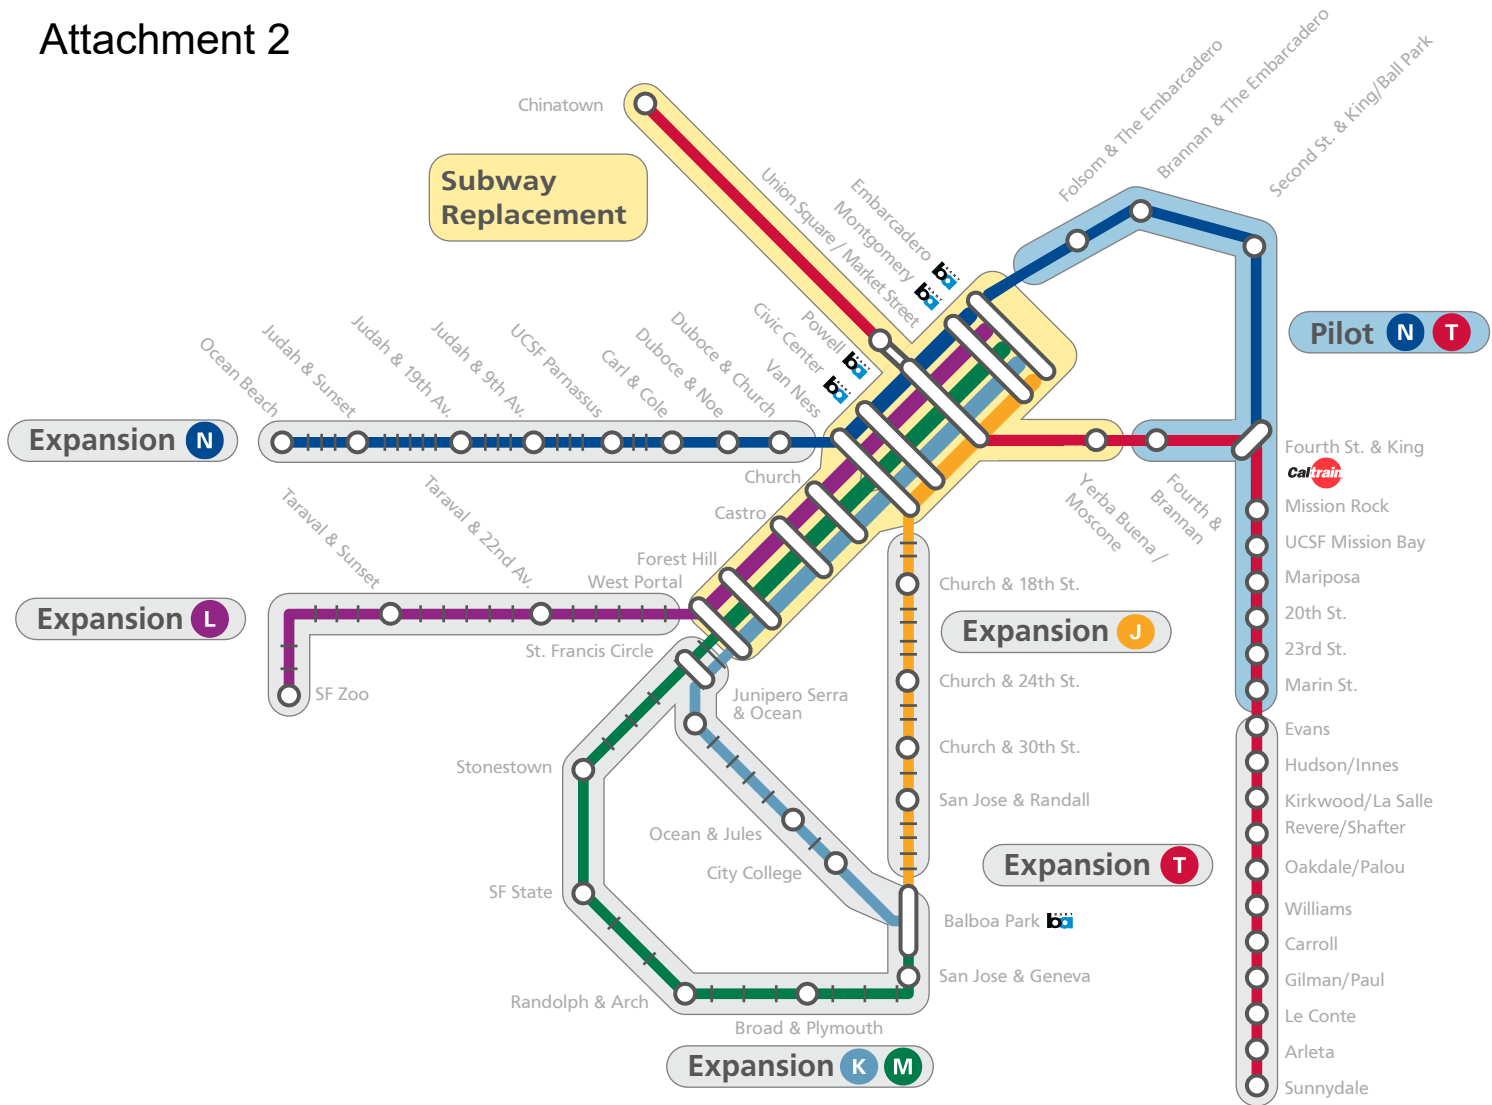 Attachment 2
Chinatown
Subway
Replacement
Union Square / Market Street
Montgomery
Embarcadero
Folsom & The Embarcadero
Brannan & The Embarcadero
Second St. & King/Ball Park
Civic Center
Powell
Van Ness
Pilot N T
Ocean Beach
Judah & Sunset
Judah & 19th Av.
Judah & 9th Av.
UCSF Parnassus
Carl & Cole
Duboce & Noe
Duboce & Church
Expansion N
Fourth St. & King
Caltrain
Church
Castro
Forest Hill
West Portal
Yerba Buena /
Moscone
Fourth &
Brannan
Mission Rock
UCSF Mission Bay
Mariposa
20th St.
23rd St.
Marin St.
Taraval & Sunset
Taraval & 22nd Av.
Expansion L
SF Zoo
St. Francis Circle
Church & 18th St.
Expansion J
Church & 24th St.
Junipero Serra
& Ocean
Church & 30th St.
San Jose & Randall
Stonestown
Ocean & Jules
City College
SF State
Expansion T
Balboa Park
San Jose & Geneva
Randolph & Arch
Broad & Plymouth
Expansion K M
Evans
Hudson/Innes
Kirkwood/La Salle
Revere/Shafter
Oakdale/Palou
Williams
Carroll
Gilman/Paul
Le Conte
Arleta
Sunnydale
ba
ba
ba
ba
ba